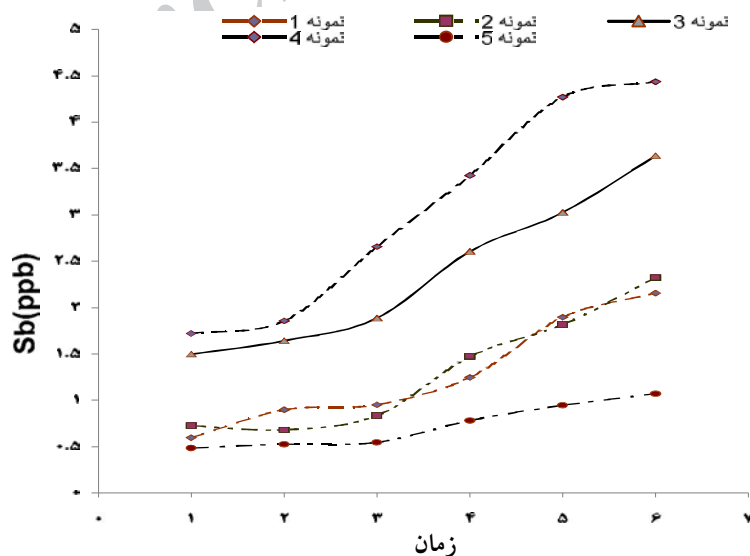 نمونه 1 نمونه 2 نمونه 3
نمونه 4 نمونه 5
۵
۴.۵
۴
۳.۵
۳
۲.۵
۲
۱.۵
۱
۰.۵
۰
Sb(ppb)
۰ ۱ ۲ ۳ ۴ ۵ ۶ ۷
زمان